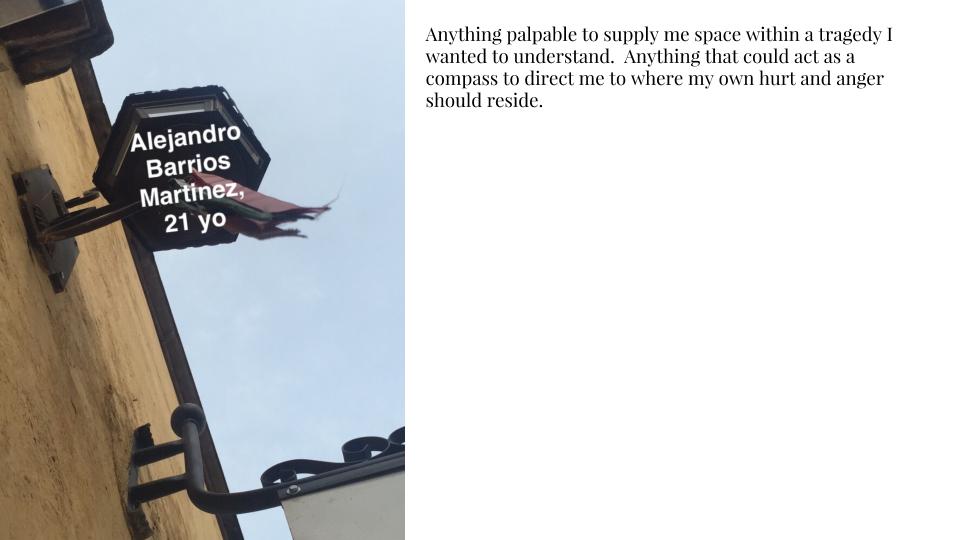 Alejandro
Barrios
Martinez,
21 yo
Anything palpable to supply me space within a tragedy I
wanted to understand.  Anything that could act as a
compass to direct me to where my own hurt and anger
should reside.